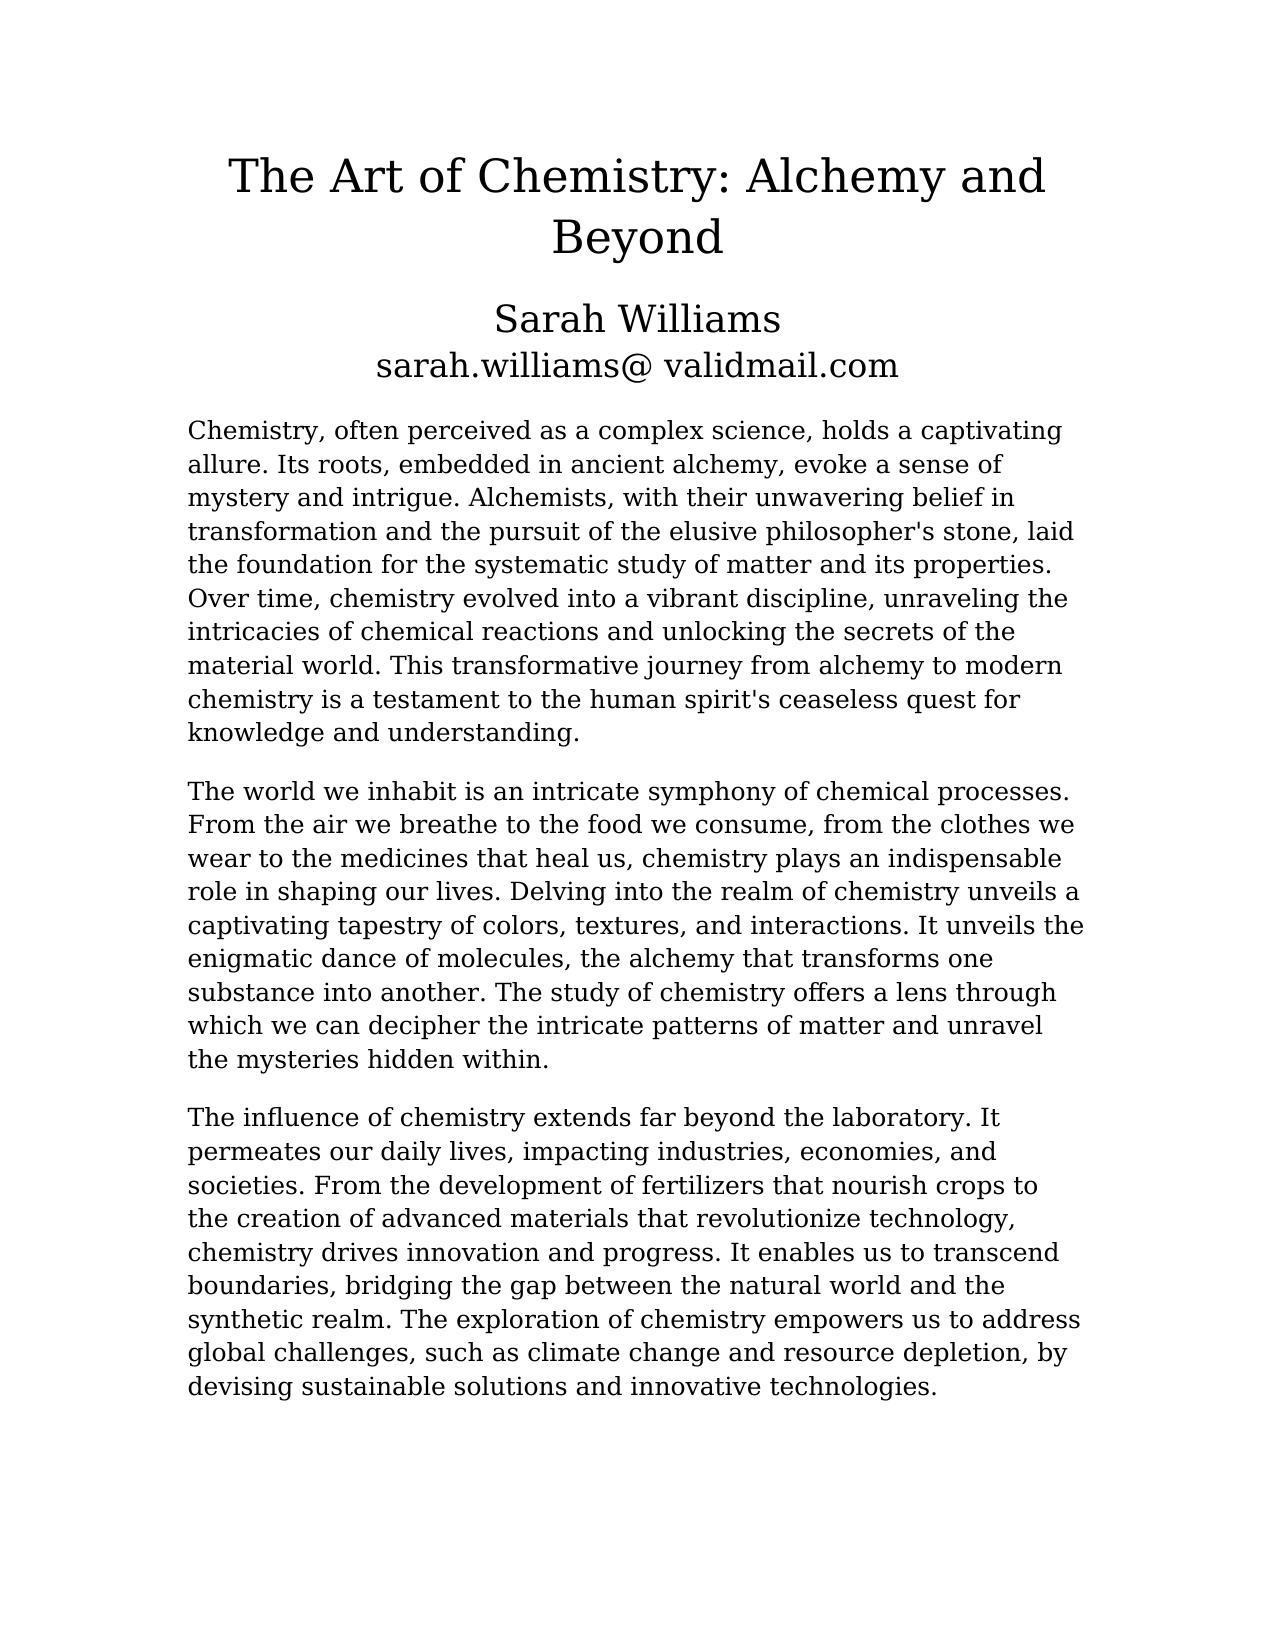 The Art of Chemistry: Alchemy and
Beyond
Sarah Williams
sarah.williams@ validmail.com
Chemistry, often perceived as a complex science, holds a captivating
allure. Its roots, embedded in ancient alchemy, evoke a sense of
mystery and intrigue. Alchemists, with their unwavering belief in
transformation and the pursuit of the elusive philosopher's stone, laid
the foundation for the systematic study of matter and its properties.
Over time, chemistry evolved into a vibrant discipline, unraveling the
intricacies of chemical reactions and unlocking the secrets of the
material world. This transformative journey from alchemy to modern
chemistry is a testament to the human spirit's ceaseless quest for
knowledge and understanding.
The world we inhabit is an intricate symphony of chemical processes.
From the air we breathe to the food we consume, from the clothes we
wear to the medicines that heal us, chemistry plays an indispensable
role in shaping our lives. Delving into the realm of chemistry unveils a
captivating tapestry of colors, textures, and interactions. It unveils the
enigmatic dance of molecules, the alchemy that transforms one
substance into another. The study of chemistry offers a lens through
which we can decipher the intricate patterns of matter and unravel
the mysteries hidden within.
The influence of chemistry extends far beyond the laboratory. It
permeates our daily lives, impacting industries, economies, and
societies. From the development of fertilizers that nourish crops to
the creation of advanced materials that revolutionize technology,
chemistry drives innovation and progress. It enables us to transcend
boundaries, bridging the gap between the natural world and the
synthetic realm. The exploration of chemistry empowers us to address
global challenges, such as climate change and resource depletion, by
devising sustainable solutions and innovative technologies.